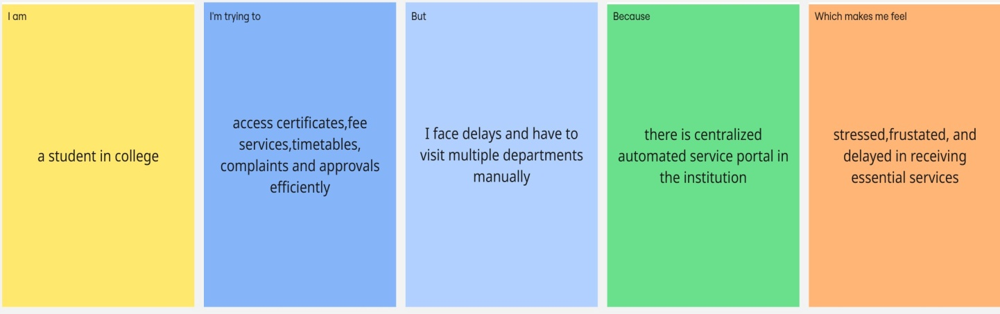 I am
a student in college
I'm trying to
access certificates,fee
services,timetables,
complaints and approvals
efficiently
But
I face delays and have to
visit multiple departments
manually
Because
there is centralized
automated service portal in
the institution
Which makes me feel
stressed,frustated, and
delayed in receiving
essential services